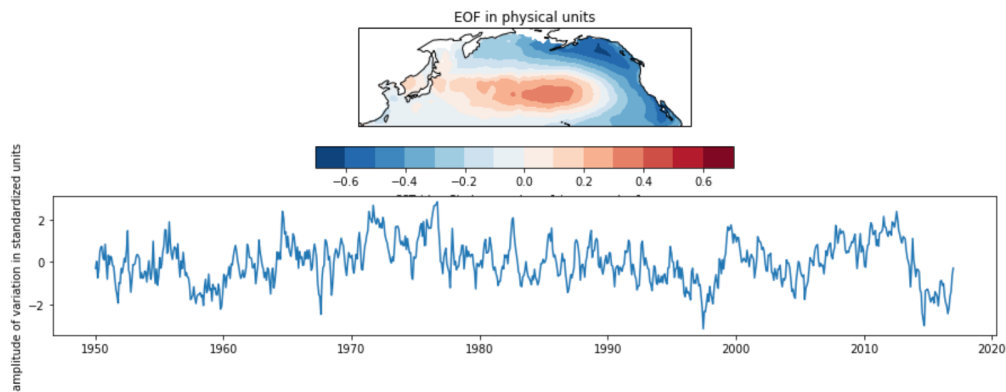 EOF in physical units
−0.6 −0.4 −0.2 0.0 0.2 0.4 0.6
amplitude of variation in standardized units
2
0
−2
1950 1960 1970 1980 1990 2000 2010 2020